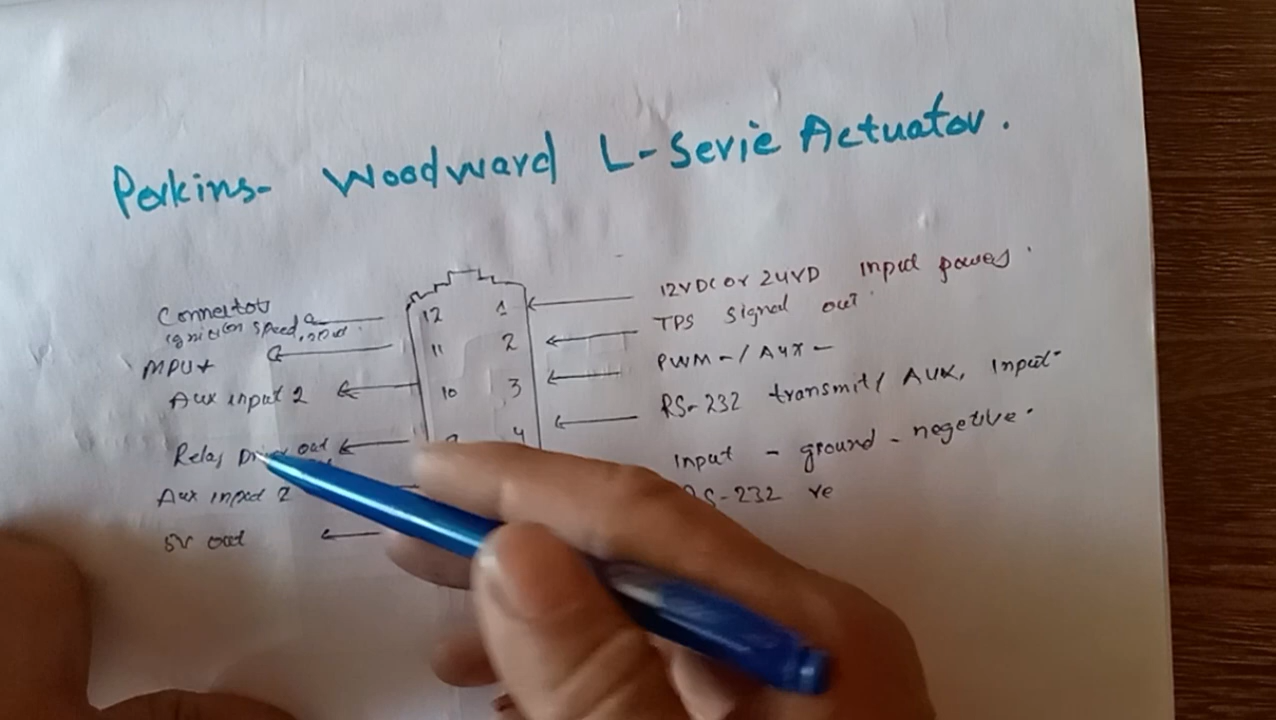 Perkins- Woodward L-Serie Actuator.
12VDC or 24VD input power.
TPS signal out
PWM-/AUX-
RS-232 transmit/ AUX, Input-
Input - ground - negetive.
RS-232 ve
12 1
11 2
10 3
4
Connector
ignition speed,
MPU+
Aux input 2
Relay out
Aux input 2
5V out